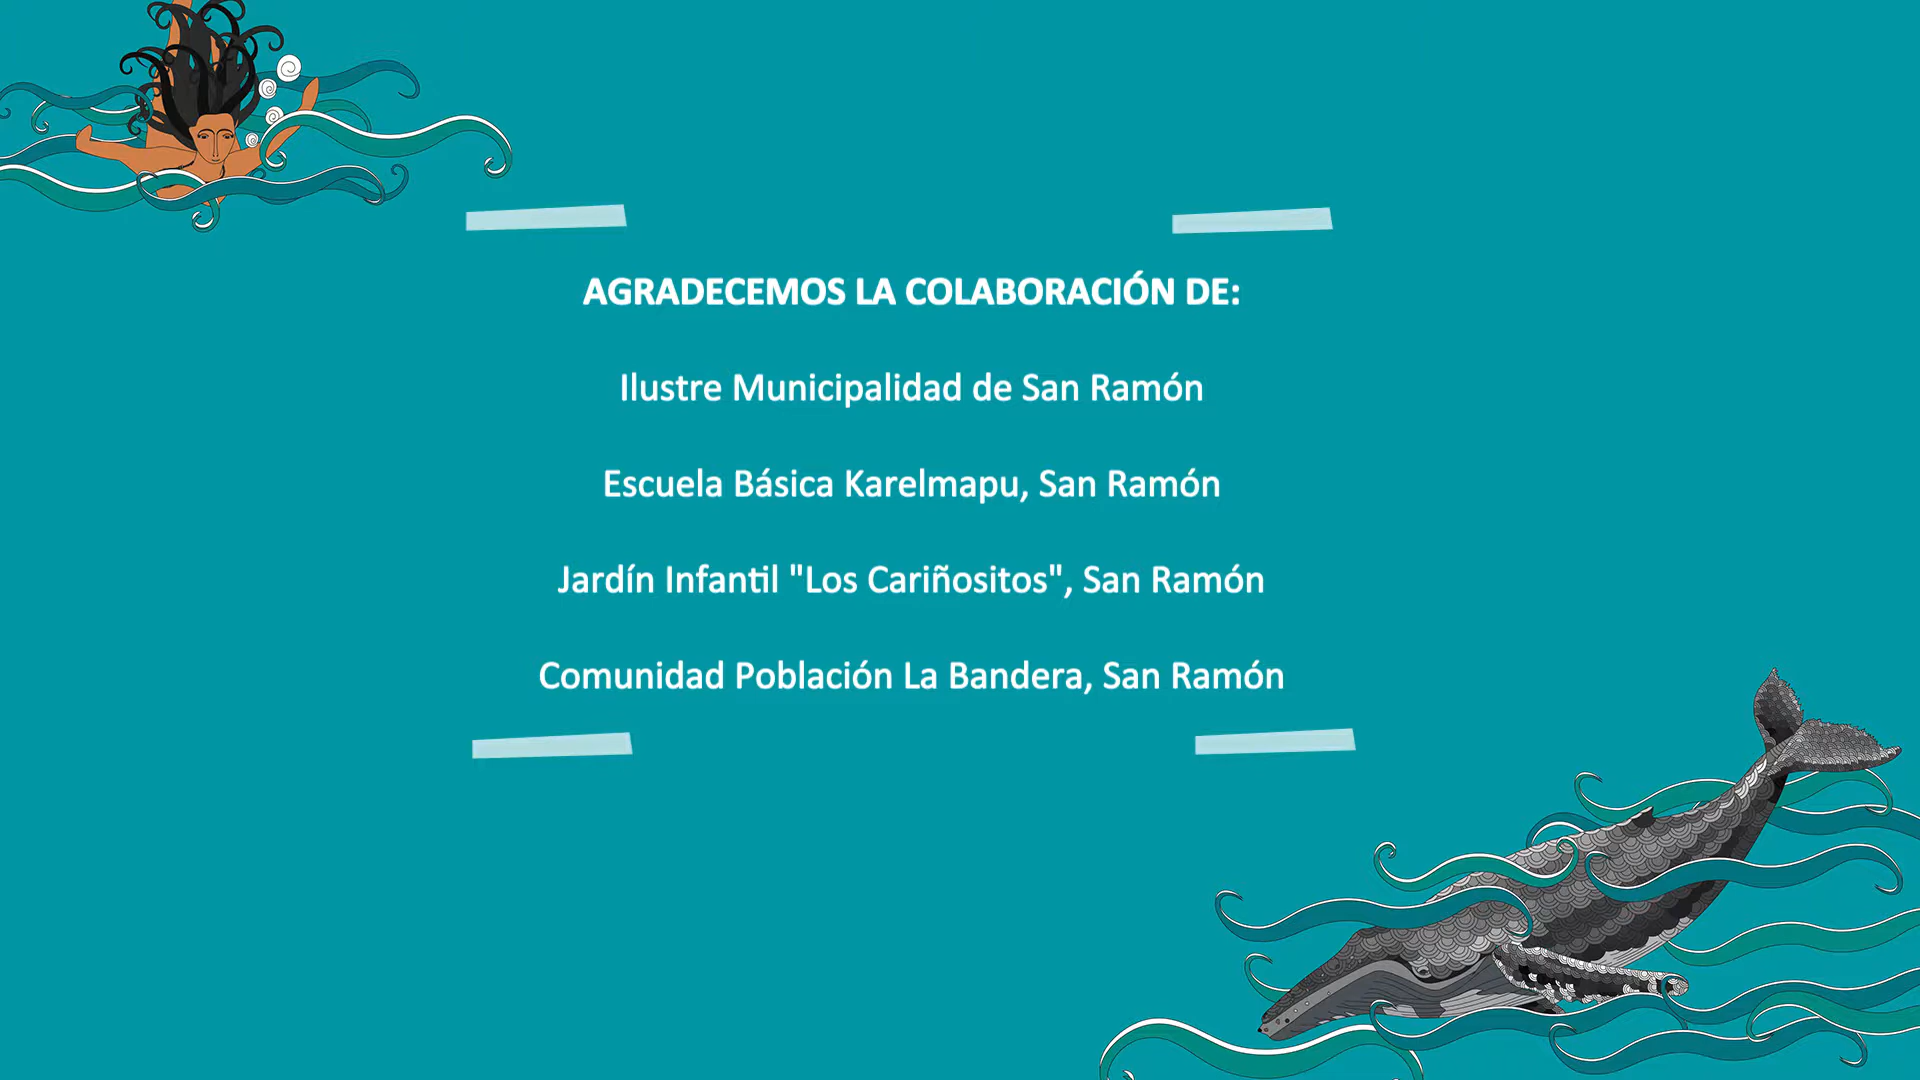 AGRADECEMOS LA COLABORACIÓN DE:
Ilustre Municipalidad de San Ramón
Escuela Básica Karelmapu, San Ramón
Jardín Infantil "Los Cariñositos", San Ramón
Comunidad Población La Bandera, San Ramón